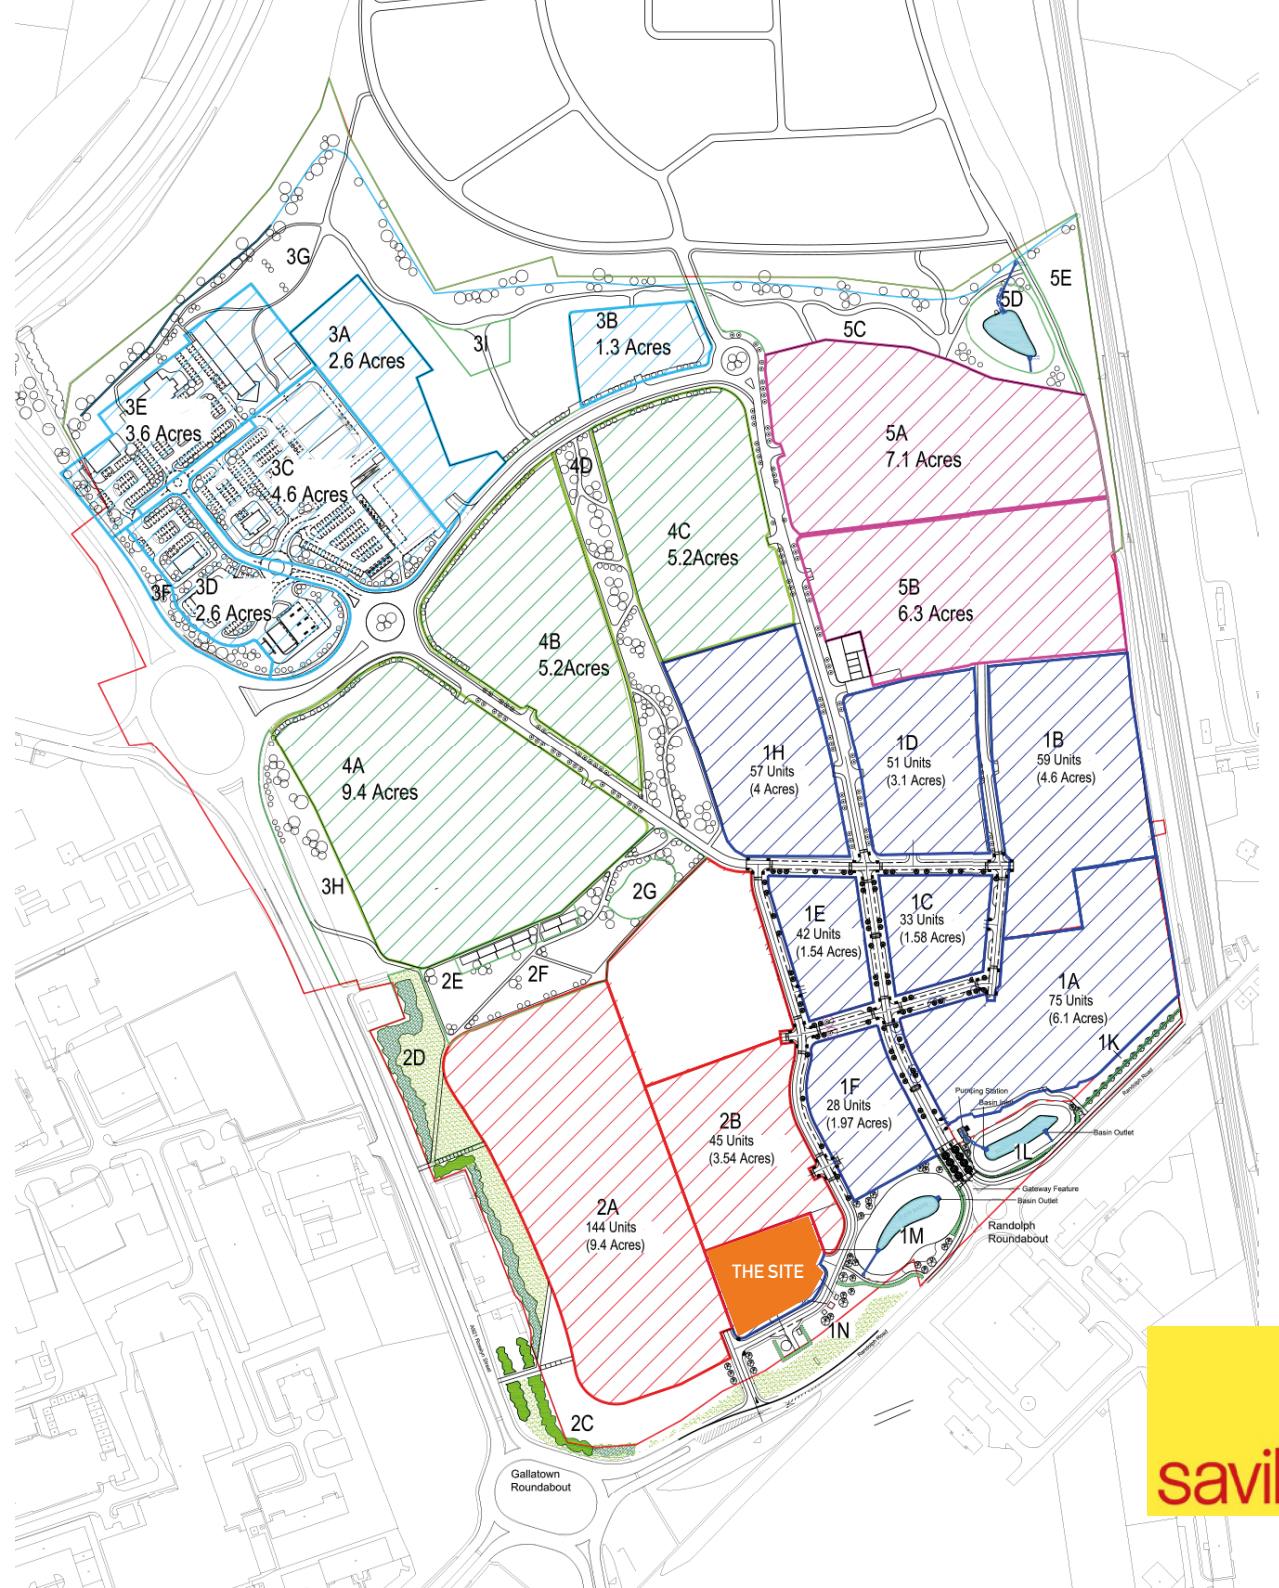 3G
5E
5D
3A
2.6 Acres
3B
1.3 Acres
5C
3I
3E
3.6 Acres
5A
7.1 Acres
3C
4.6 Acres
4D
4C
5.2Acres
3F
3D
2.6 Acres
5B
6.3 Acres
4B
5.2Acres
4A
9.4 Acres
1H
57 Units
(4 Acres)
1D
51 Units
(3.1 Acres)
1B
59 Units
(4.6 Acres)
3H
2G
1E
42 Units
(1.54 Acres)
1C
33 Units
(1.58 Acres)
2E
2F
1A
75 Units
(6.1 Acres)
2D
1K
1F
28 Units
(1.97 Acres)
Pumping Station
Basin Inlet
Randolph Road
2B
45 Units
(3.54 Acres)
Basin Outlet
1L
Gateway Feature
Basin Outlet
2A
144 Units
(9.4 Acres)
1M
Randolph
Roundabout
THE SITE
1N
Randolph Road
2C
Gallatown
Roundabout
savil